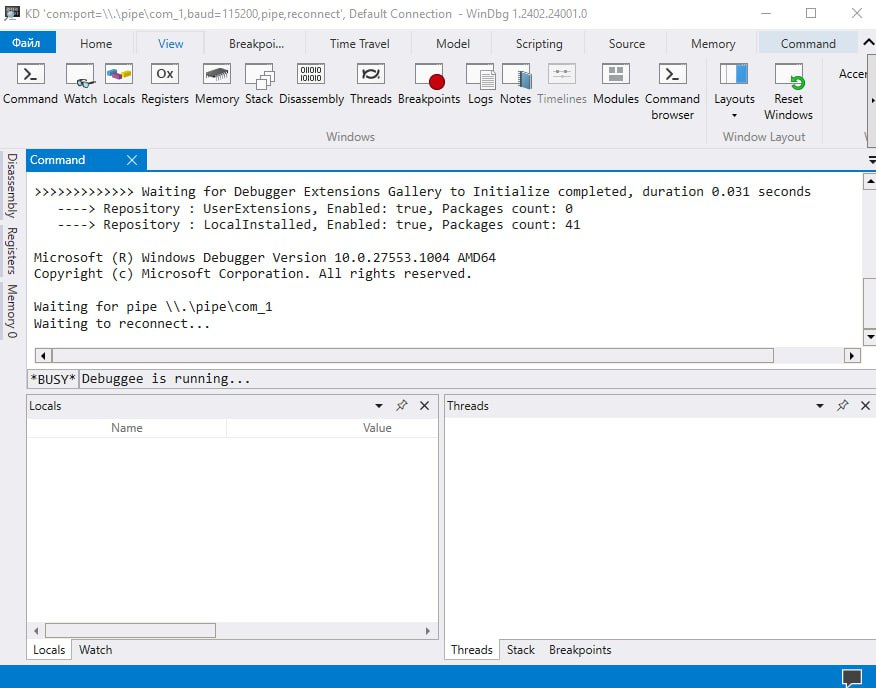 KD 'com:port=\\.\pipe\com_1,baud=115200,pipe,reconnect', Default Connection - WinDbg 1.2402.24001.0
Файл Home View Breakpoi... Time Travel Model Scripting Source Memory Command
Command Watch Locals Registers Memory Stack Disassembly Threads Breakpoints Logs Notes Timelines Modules Command browser Layouts Reset Windows Accer
Windows Window Layout
Disassembly
Registers
Memory 0
Command
>>>>>>>>>>>>> Waiting for Debugger Extensions Gallery to Initialize completed, duration 0.031 seconds
----> Repository : UserExtensions, Enabled: true, Packages count: 0
----> Repository : LocalInstalled, Enabled: true, Packages count: 41
Microsoft (R) Windows Debugger Version 10.0.27553.1004 AMD64
Copyright (c) Microsoft Corporation. All rights reserved.
Waiting for pipe \\.\pipe\com_1
Waiting to reconnect...
*BUSY* Debuggee is running...
Locals
Name Value
Locals Watch
Threads
Threads Stack Breakpoints